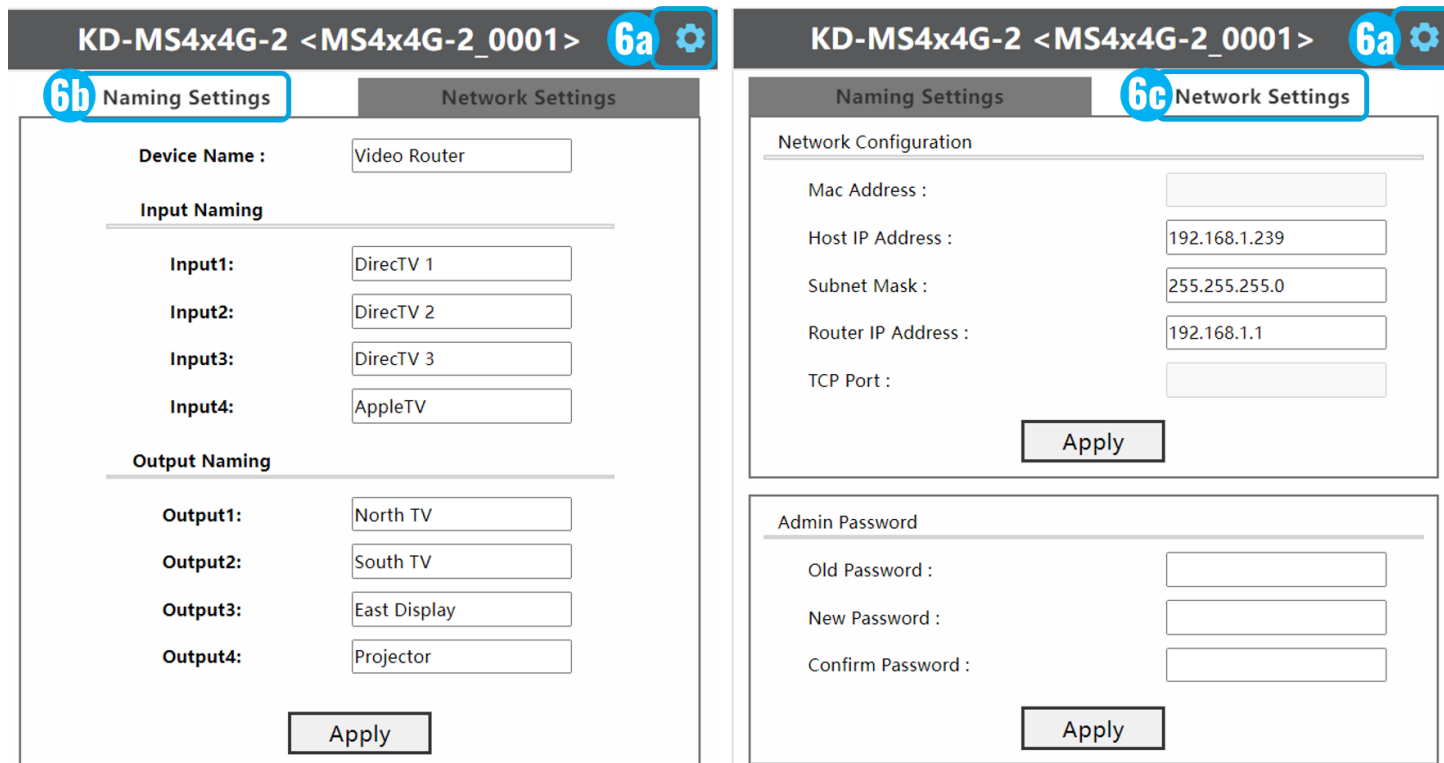 KD-MS4x4G-2 <MS4x4G-2_0001> 6a
6b Naming Settings Network Settings
Device Name : Video Router
Input Naming
Input1: DirecTV 1
Input2: DirecTV 2
Input3: DirecTV 3
Input4: AppleTV
Output Naming
Output1: North TV
Output2: South TV
Output3: East Display
Output4: Projector
Apply
KD-MS4x4G-2 <MS4x4G-2_0001> 6a
Naming Settings 6c Network Settings
Network Configuration
Mac Address :
Host IP Address : 192.168.1.239
Subnet Mask : 255.255.255.0
Router IP Address : 192.168.1.1
TCP Port :
Apply
Admin Password
Old Password :
New Password :
Confirm Password :
Apply